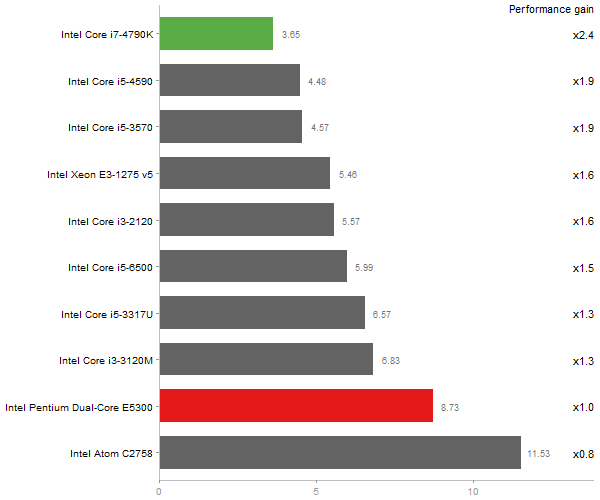 Performance gain
Intel Core i7-4790K 3.65 x2.4
Intel Core i5-4590 4.48 x1.9
Intel Core i5-3570 4.57 x1.9
Intel Xeon E3-1275 v5 5.46 x1.6
Intel Core i3-2120 5.57 x1.6
Intel Core i5-6500 5.99 x1.5
Intel Core i5-3317U 6.57 x1.3
Intel Core i3-3120M 6.83 x1.3
Intel Pentium Dual-Core E5300 8.73 x1.0
Intel Atom C2758 11.53 x0.8
0 5 10